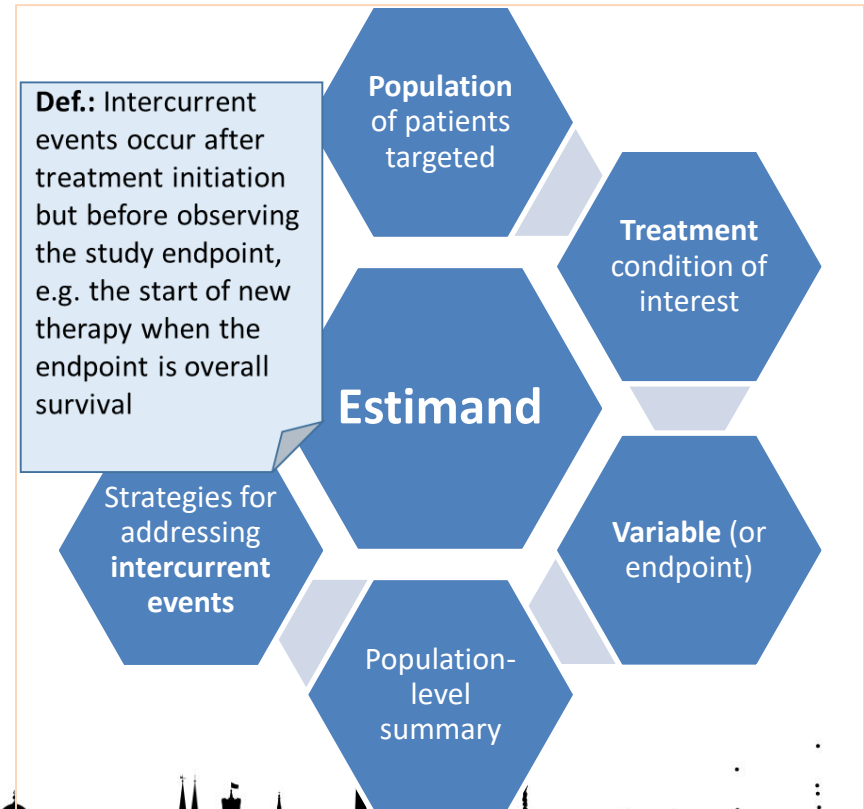 Def.: Intercurrent
events occur after
treatment initiation
but before observing
the study endpoint,
e.g. the start of new
therapy when the
endpoint is overall
survival
Population
of patients
targeted
Treatment
condition of
interest
Estimand
Variable (or
endpoint)
Population-
level
summary
Strategies for
addressing
intercurrent
events